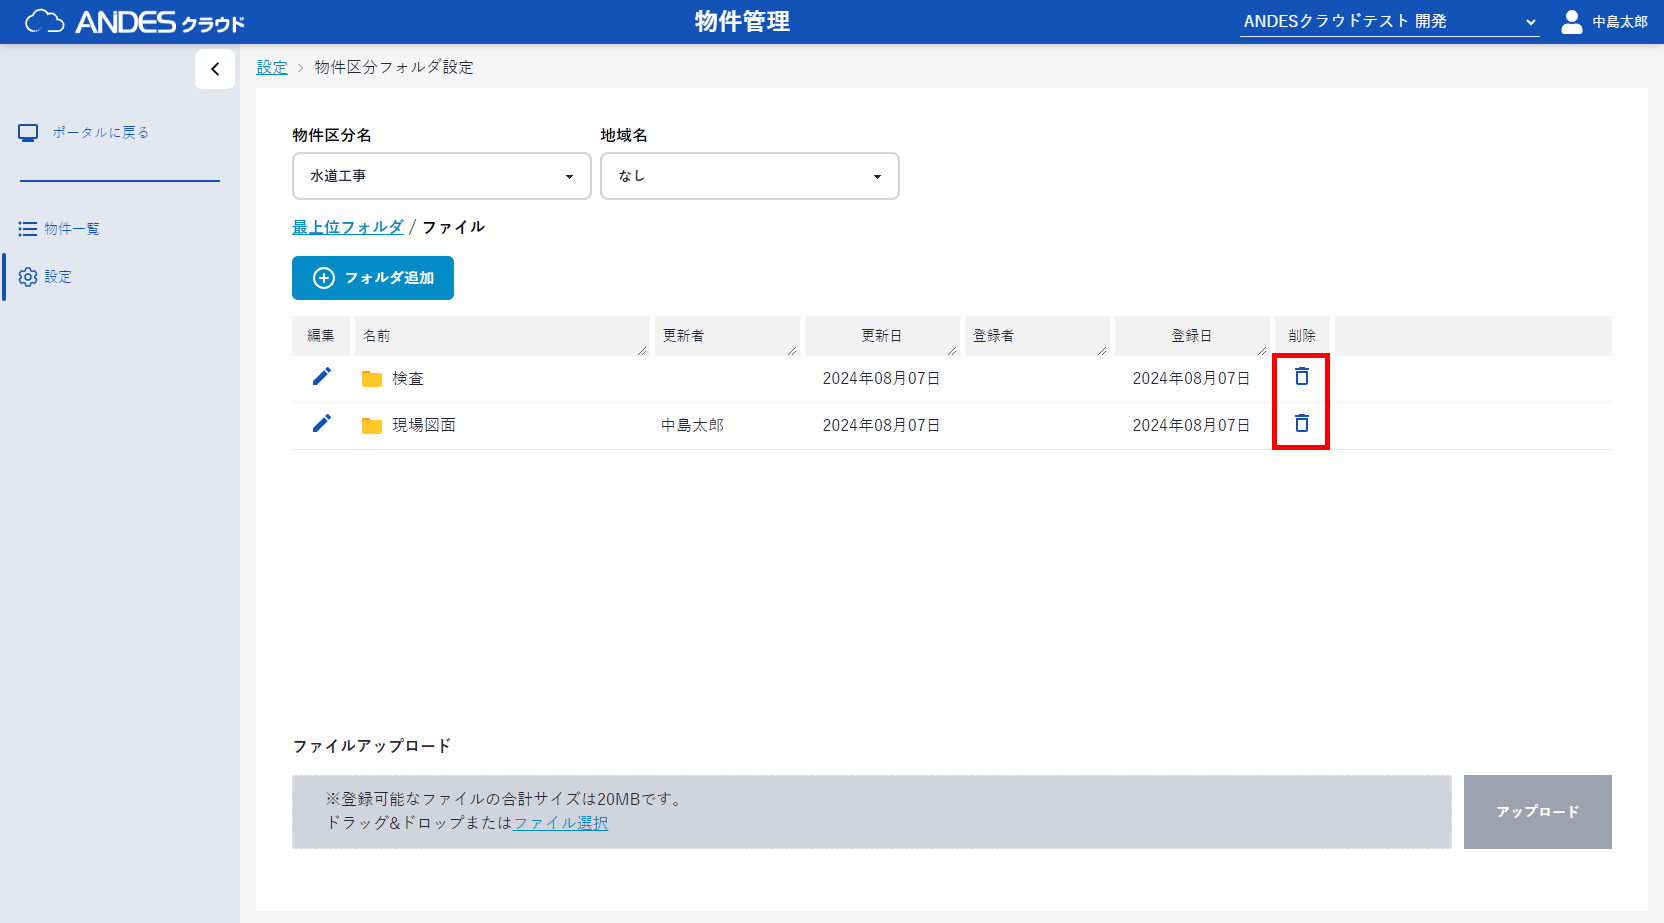 ANDES クラウド
物件管理
ANDESクラウドテスト 開発
中島太郎
設定 > 物件区分フォルダ設定
ポータルに戻る
物件一覧
設定
物件区分名 地域名
水道工事 なし
最上位フォルダ / ファイル
フォルダ追加
編集 名前 更新者 更新日 登録者 登録日 削除
検査 2024年08月07日 2024年08月07日
現場図面 中島太郎 2024年08月07日 2024年08月07日
ファイルアップロード
※登録可能なファイルの合計サイズは20MBです。
ドラッグ&ドロップまたはファイル選択
アップロード